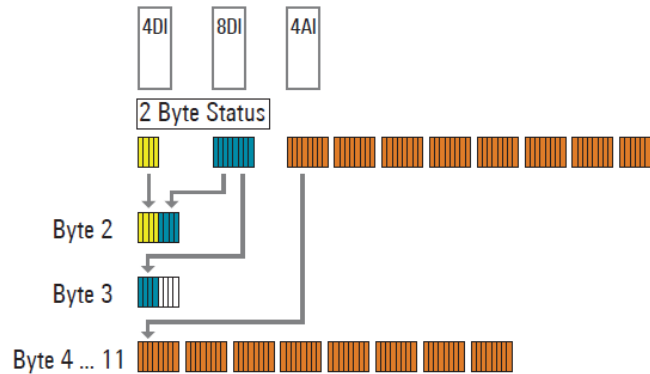 4DI 8DI 4AI
2 Byte Status
Byte 2
Byte 3
Byte 4 ... 11